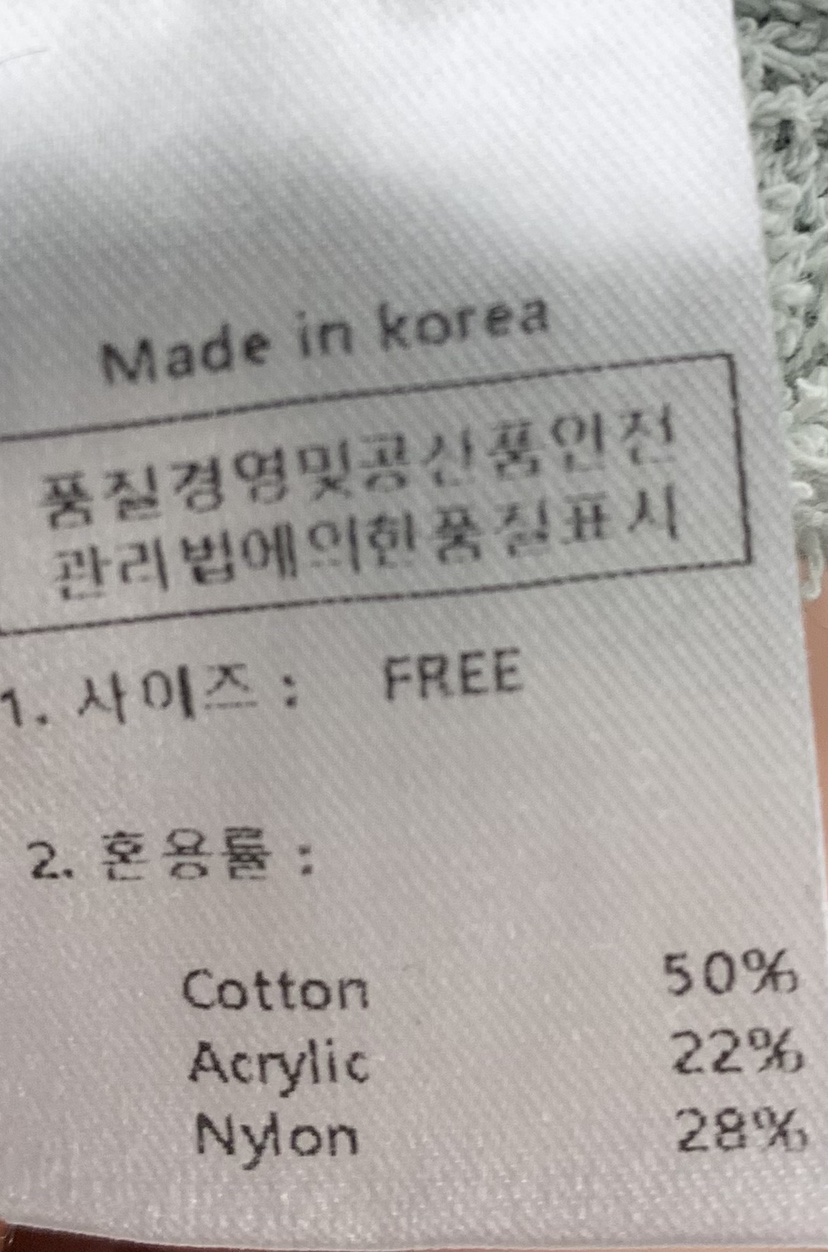 Made in korea
품질경영및공산품안전
관리법에의한품질표시
1. 사이즈 : FREE
2. 혼용률 :
Cotton 50%
Acrylic 22%
Nylon 28%